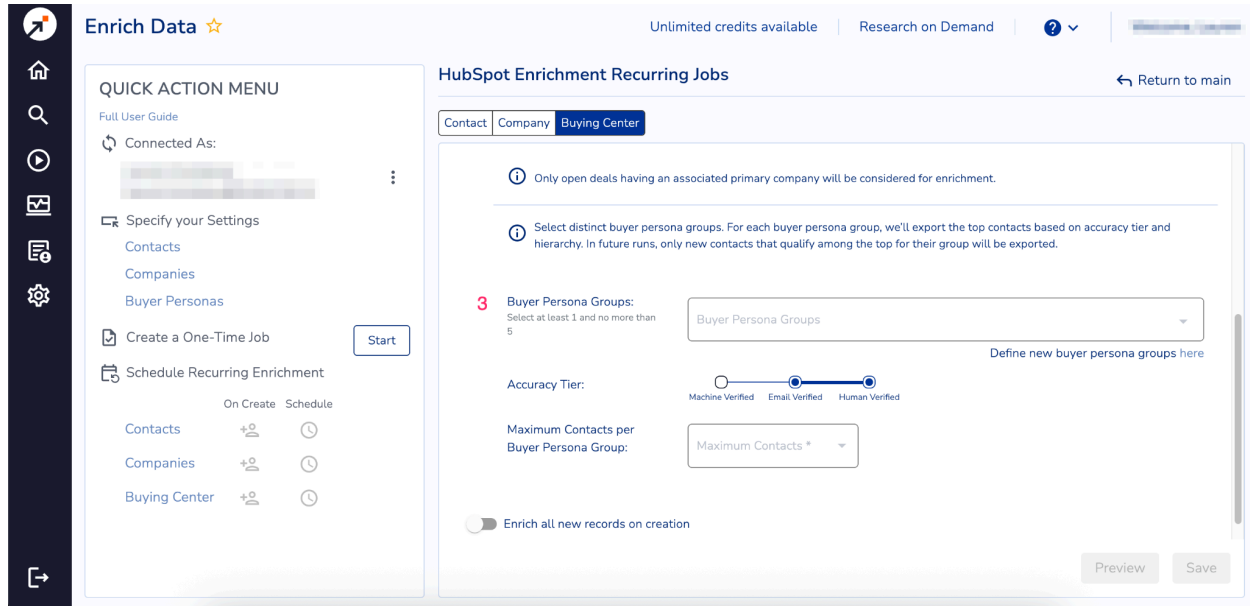 Enrich Data
Unlimited credits available
Research on Demand
QUICK ACTION MENU
Full User Guide
Connected As:
Specify your Settings
Contacts
Companies
Buyer Personas
Create a One-Time Job
Start
Schedule Recurring Enrichment
On Create Schedule
Contacts
Companies
Buying Center
HubSpot Enrichment Recurring Jobs
Return to main
Contact Company Buying Center
Only open deals having an associated primary company will be considered for enrichment.
Select distinct buyer persona groups. For each buyer persona group, we’ll export the top contacts based on accuracy tier and
hierarchy. In future runs, only new contacts that qualify among the top for their group will be exported.
3 Buyer Persona Groups:
Select at least 1 and no more than
5
Buyer Persona Groups
Define new buyer persona groups here
Accuracy Tier:
Machine Verified Email Verified Human Verified
Maximum Contacts per
Buyer Persona Group:
Maximum Contacts *
Enrich all new records on creation
Preview
Save